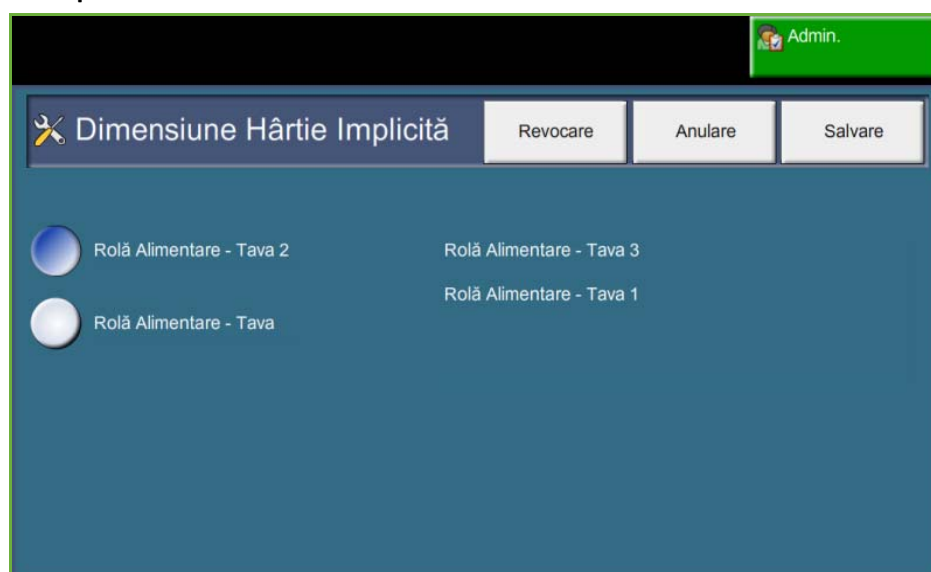 Admin.
Dimensiune Hârtie Implicită
Revocare
Anulare
Salvare
Rolă Alimentare - Tava 2
Rolă Alimentare - Tava
Rolă Alimentare - Tava 3
Rolă Alimentare - Tava 1